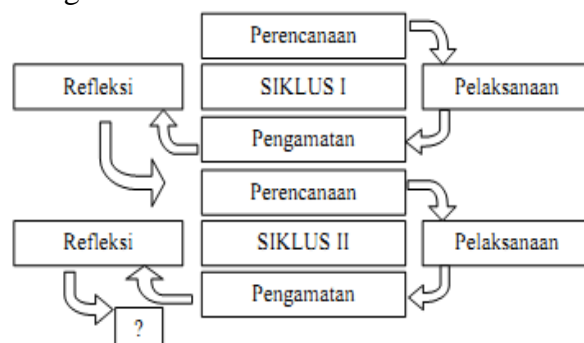 Perencanaan
Refleksi
SIKLUS I
Pelaksanaan
Pengamatan
Perencanaan
Refleksi
SIKLUS II
Pelaksanaan
Pengamatan
?